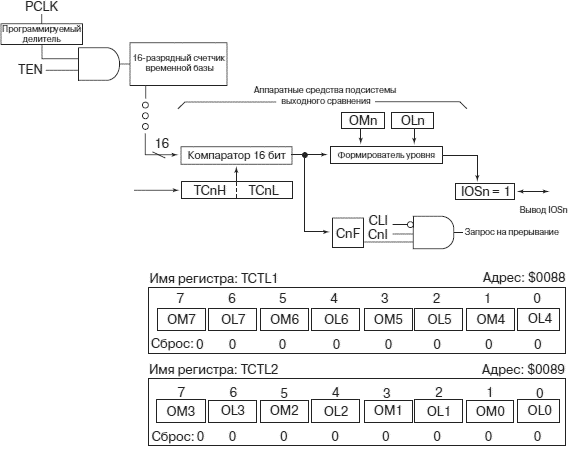 PCLK
Программируемый
делитель
TEN
16-разрядный счетчик
временной базы
Аппаратные средства подсистемы
выходного сравнения
OMn
OLn
16
Компаратор 16 бит
Формирователь уровня
TCnH
TCnL
IOSn = 1
Вывод IOSn
CnF
CLI
CnI
Запрос на прерывание
Имя регистра: TCTL1
Адрес: $0088
7 6 5 4 3 2 1 0
OM7 OL7 OM6 OL6 OM5 OL5 OM4 OL4
Сброс: 0 0 0 0 0 0 0 0
Имя регистра: TCTL2
Адрес: $0089
7 6 5 4 3 2 1 0
OM3 OL3 OM2 OL2 OM1 OL1 OM0 OL0
Сброс: 0 0 0 0 0 0 0 0